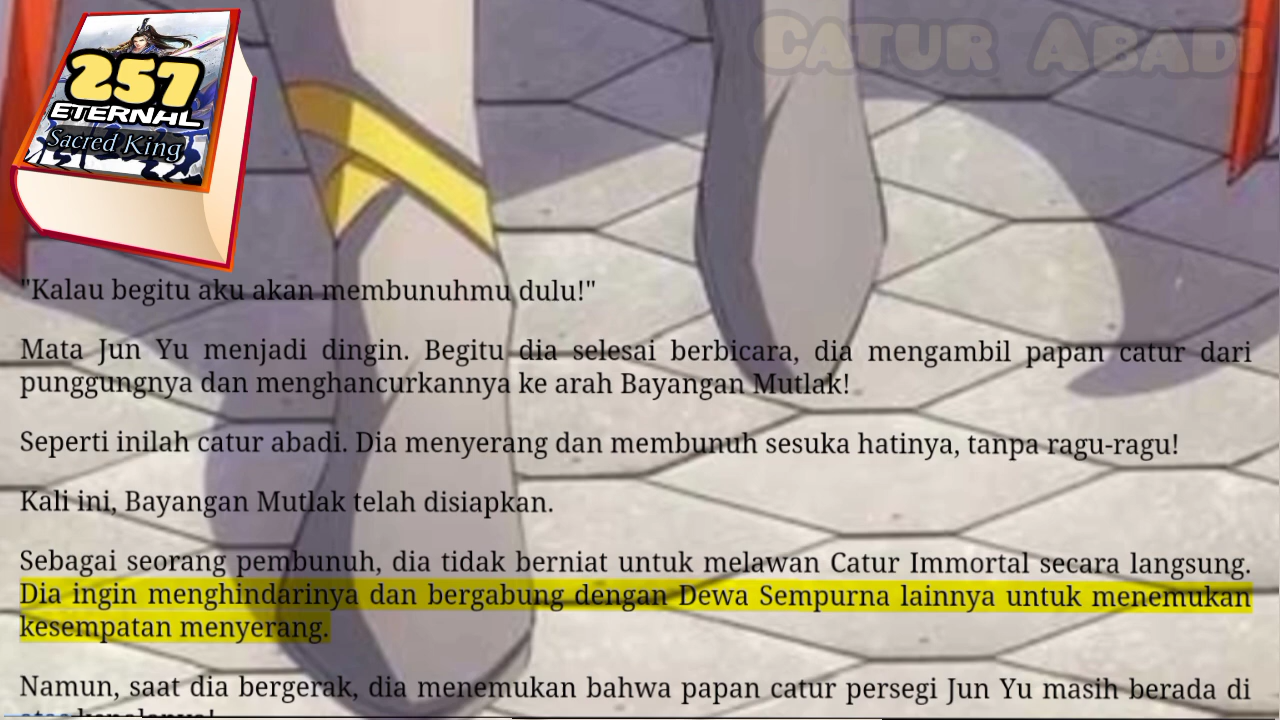 CATUR ABADI
257
ETERNAL
Sacred King
"Kalau begitu aku akan membunuhmu dulu!"
Mata Jun Yu menjadi dingin. Begitu dia selesai berbicara, dia mengambil papan catur dari
punggungnya dan menghancurkannya ke arah Bayangan Mutlak!
Seperti inilah catur abadi. Dia menyerang dan membunuh sesuka hatinya, tanpa ragu-ragu!
Kali ini, Bayangan Mutlak telah disiapkan.
Sebagai seorang pembunuh, dia tidak berniat untuk melawan Catur Immortal secara langsung.
Dia ingin menghindarinya dan bergabung dengan Dewa Sempurna lainnya untuk menemukan
kesempatan menyerang.
Namun, saat dia bergerak, dia menemukan bahwa papan catur persegi Jun Yu masih berada di